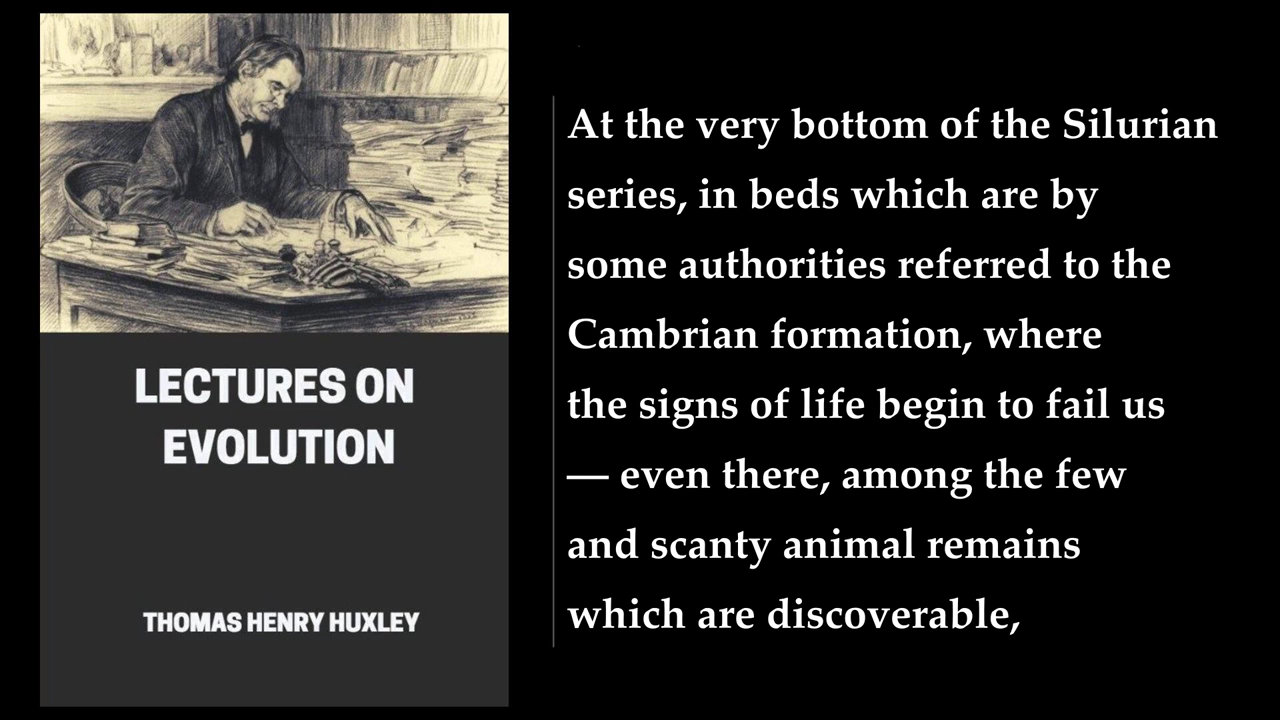 LECTURES ON
EVOLUTION
THOMAS HENRY HUXLEY
At the very bottom of the Silurian
series, in beds which are by
some authorities referred to the
Cambrian formation, where
the signs of life begin to fail us
— even there, among the few
and scanty animal remains
which are discoverable,